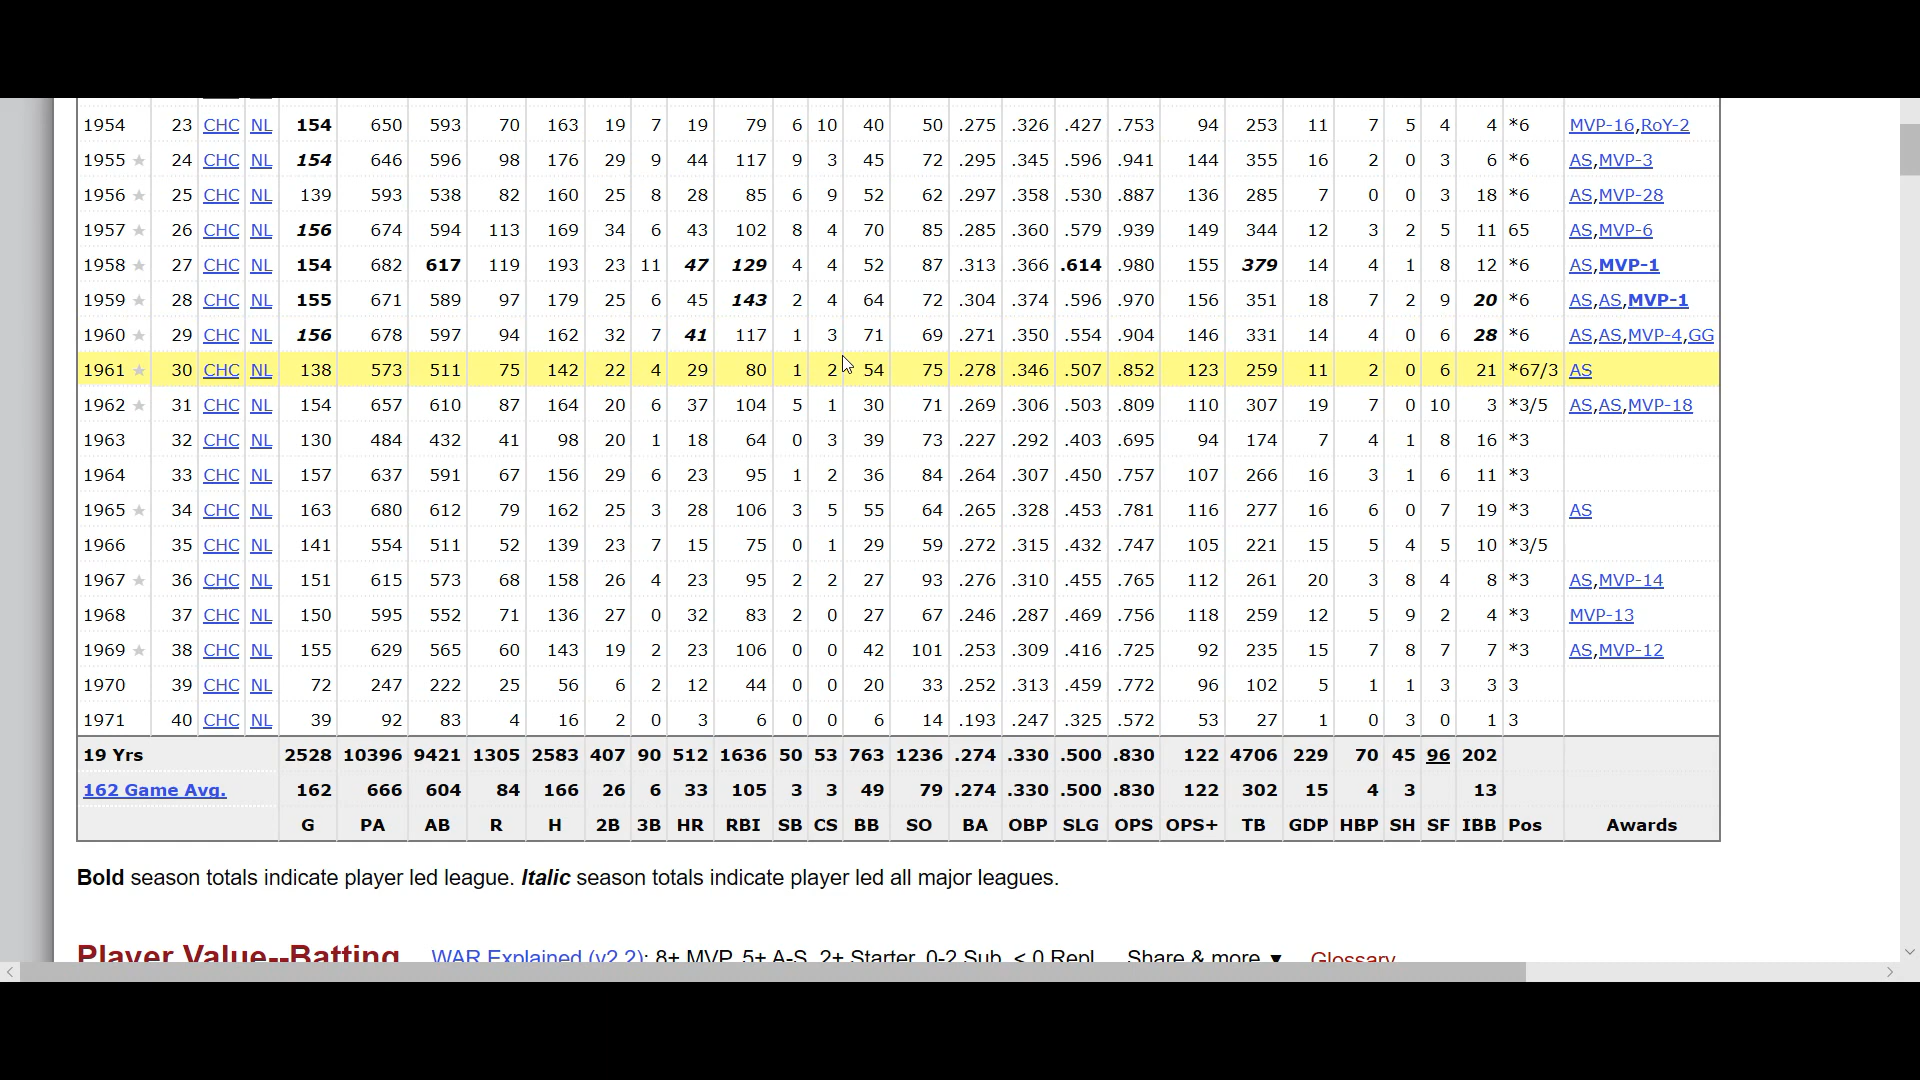 1954 23 CHC NL 154 650 593 70 163 19 7 19 79 6 10 40 50 .275 .326 .427 .753 94 253 11 7 5 4 4 *6 MVP-16,RoY-2
1955 ★ 24 CHC NL 154 646 596 98 176 29 9 44 117 9 3 45 72 .295 .345 .596 .941 144 355 16 2 0 3 6 *6 AS,MVP-3
1956 ★ 25 CHC NL 139 593 538 82 160 25 8 28 85 6 9 52 62 .297 .358 .530 .887 136 285 7 0 0 3 18 *6 AS,MVP-28
1957 ★ 26 CHC NL 156 674 594 113 169 34 6 43 102 8 4 70 85 .285 .360 .579 .939 149 344 12 3 2 5 11 65 AS,MVP-6
1958 ★ 27 CHC NL 154 682 617 119 193 23 11 47 129 4 4 52 87 .313 .366 .614 .980 155 379 14 4 1 8 12 *6 AS,MVP-1
1959 ★ 28 CHC NL 155 671 589 97 179 25 6 45 143 2 4 64 72 .304 .374 .596 .970 156 351 18 7 2 9 20 *6 AS,AS,MVP-1
1960 ★ 29 CHC NL 156 678 597 94 162 32 7 41 117 1 3 71 69 .271 .350 .554 .904 146 331 14 4 0 6 28 *6 AS,AS,MVP-4,GG
1961 ★ 30 CHC NL 138 573 511 75 142 22 4 29 80 1 2 54 75 .278 .346 .507 .852 123 259 11 2 0 6 21 *67/3 AS
1962 ★ 31 CHC NL 154 657 610 87 164 20 6 37 104 5 1 30 71 .269 .306 .503 .809 110 307 19 7 0 10 3 *3/5 AS,AS,MVP-18
1963 32 CHC NL 130 484 432 41 98 20 1 18 64 0 3 39 73 .227 .292 .403 .695 94 174 7 4 1 8 16 *3
1964 33 CHC NL 157 637 591 67 156 29 6 23 95 1 2 36 84 .264 .307 .450 .757 107 266 16 3 1 6 11 *3
1965 ★ 34 CHC NL 163 680 612 79 162 25 3 28 106 3 5 55 64 .265 .328 .453 .781 116 277 16 6 0 7 19 *3 AS
1966 35 CHC NL 141 554 511 52 139 23 7 15 75 0 1 29 59 .272 .315 .432 .747 105 221 15 5 4 5 10 *3/5
1967 ★ 36 CHC NL 151 615 573 68 158 26 4 23 95 2 2 27 93 .276 .310 .455 .765 112 261 20 3 8 4 8 *3 AS,MVP-14
1968 37 CHC NL 150 595 552 71 136 27 0 32 83 2 0 27 67 .246 .287 .469 .756 118 259 12 5 9 2 4 *3 MVP-13
1969 ★ 38 CHC NL 155 629 565 60 143 19 2 23 106 0 0 42 101 .253 .309 .416 .725 92 235 15 7 8 7 7 *3 AS,MVP-12
1970 39 CHC NL 72 247 222 25 56 6 2 12 44 0 0 20 33 .252 .313 .459 .772 96 102 5 1 1 3 3 3
1971 40 CHC NL 39 92 83 4 16 2 0 3 6 0 0 6 14 .193 .247 .325 .572 53 27 1 0 3 0 1 3
19 Yrs 2528 10396 9421 1305 2583 407 90 512 1636 50 53 763 1236 .274 .330 .500 .830 122 4706 229 70 45 96 202
162 Game Avg. 162 666 604 84 166 26 6 33 105 3 3 49 79 .274 .330 .500 .830 122 302 15 4 3 13
G PA AB R H 2B 3B HR RBI SB CS BB SO BA OBP SLG OPS OPS+ TB GDP HBP SH SF IBB Pos Awards
Bold season totals indicate player led league. Italic season totals indicate player led all major leagues.
Player Value--Batting WAR Explained (v2.2): 8+ MVP, 5+ A-S, 2+ Starter, 0-2 Sub, < 0 Repl Share & more ▼ Glossary